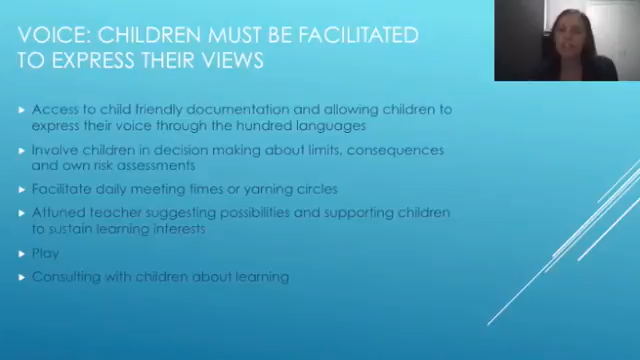 VOICE: CHILDREN MUST BE FACILITATED
TO EXPRESS THEIR VIEWS
Access to child friendly documentation and allowing children to
express their voice through the hundred languages
Involve children in decision making about limits, consequences
and own risk assessments
Facilitate daily meeting times or yarning circles
Attuned teacher suggesting possibilities and supporting children
to sustain learning interests
Play
Consulting with children about learning